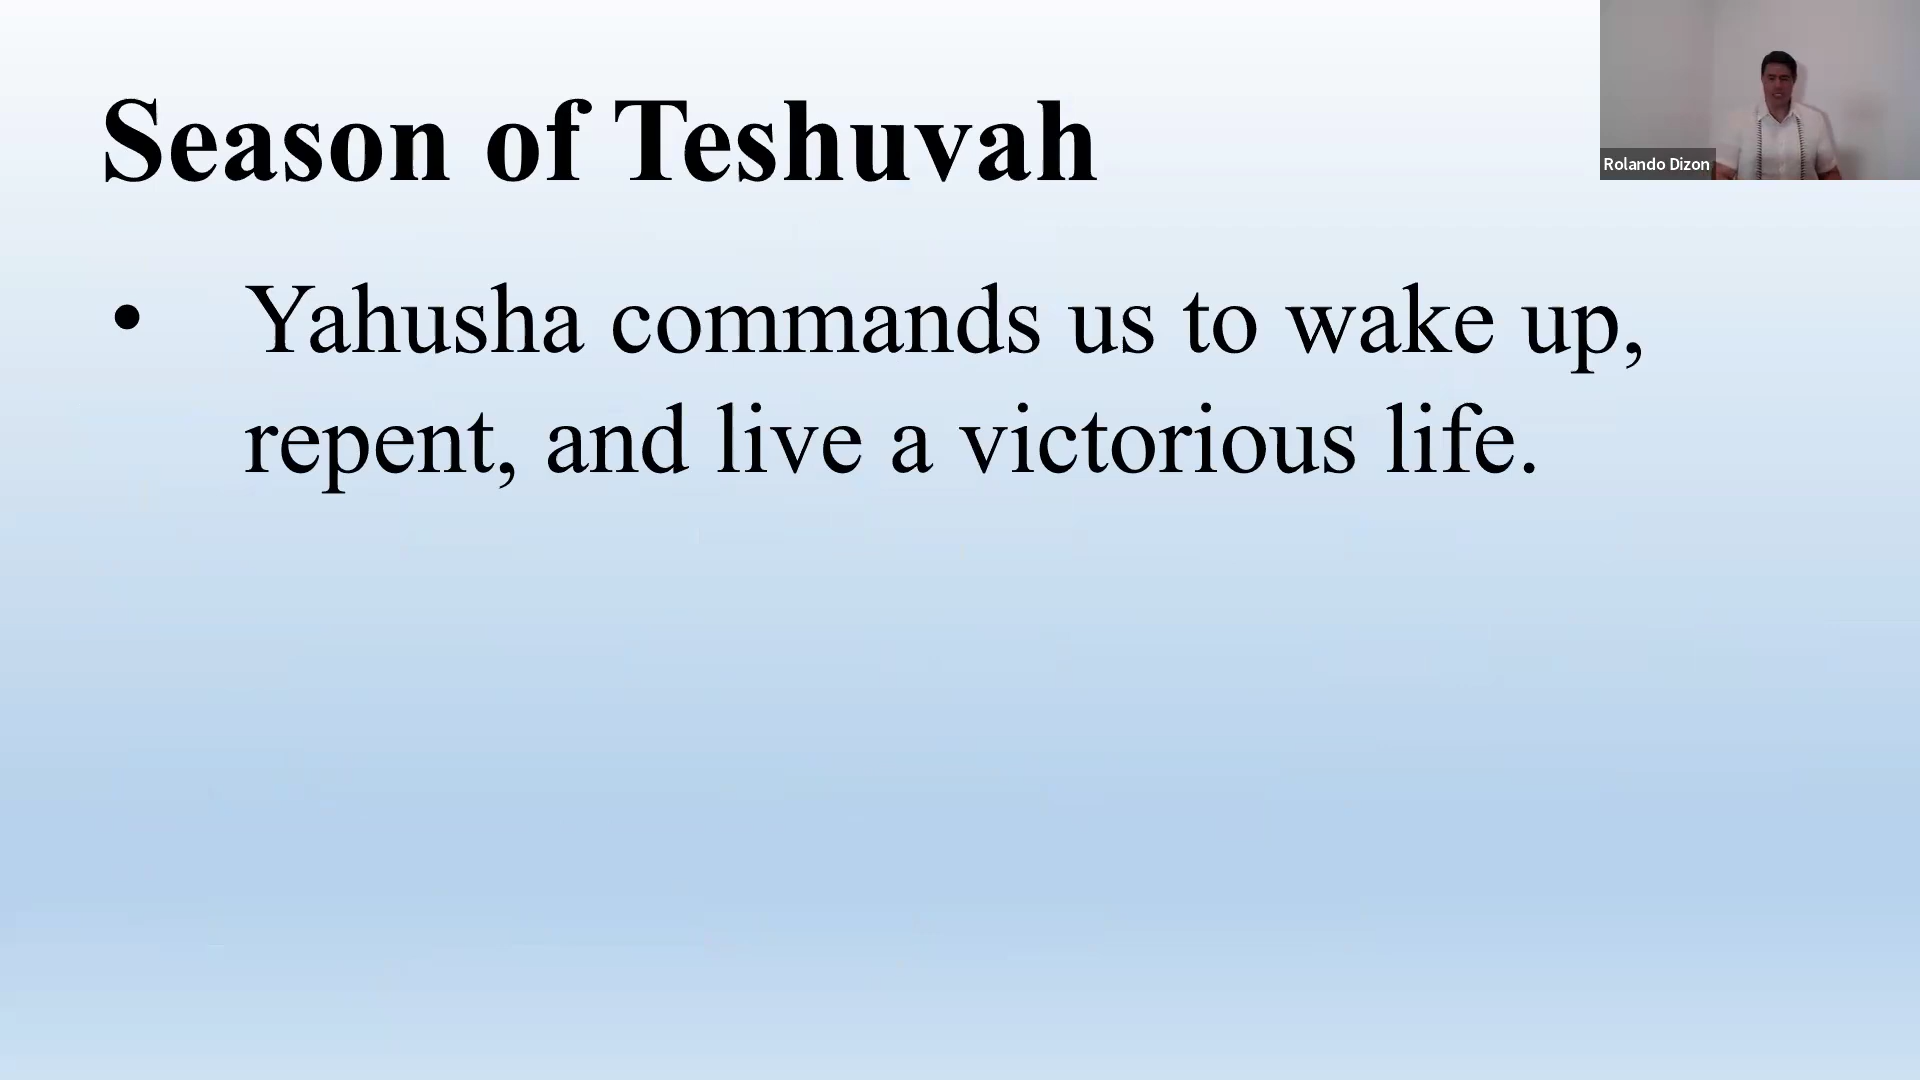 Season of Teshuvah
Rolando Dizon
• Yahusha commands us to wake up,
repent, and live a victorious life.